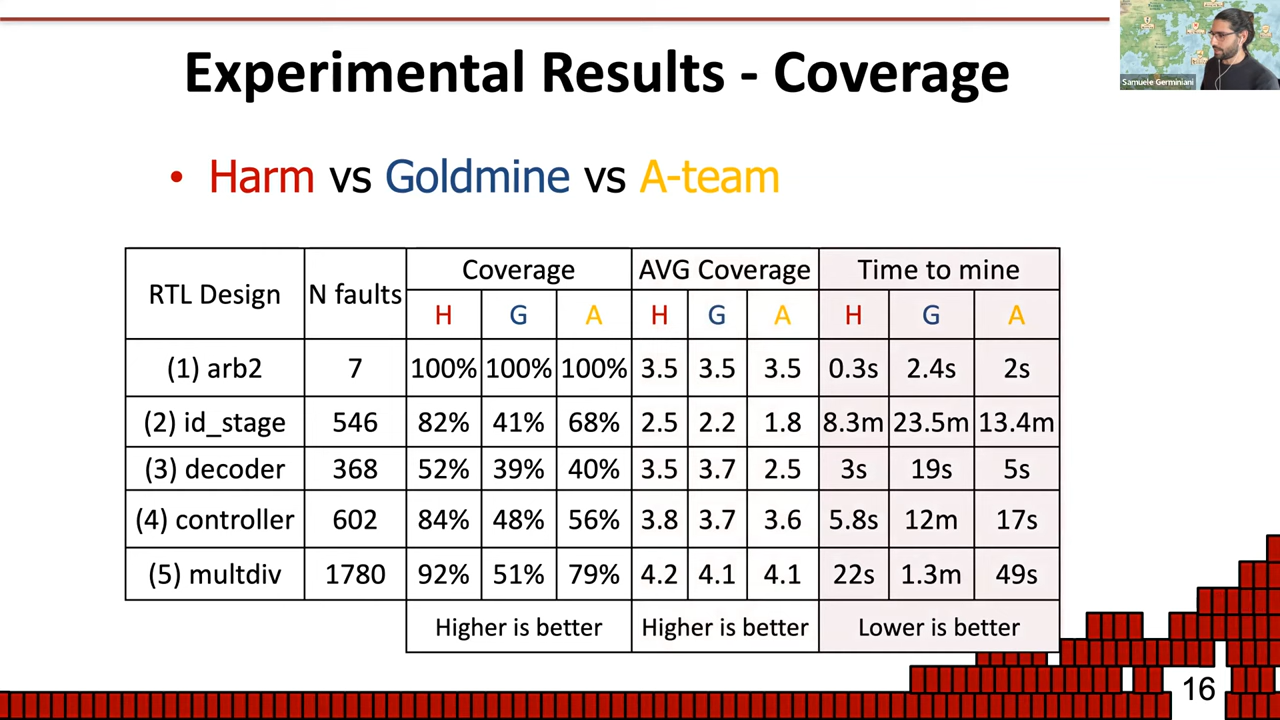 Samuele Germiniani
Experimental Results - Coverage
• Harm vs Goldmine vs A-team
RTL Design N faults Coverage AVG Coverage Time to mine
H G A H G A H G A
(1) arb2 7 100% 100% 100% 3.5 3.5 3.5 0.3s 2.4s 2s
(2) id_stage 546 82% 41% 68% 2.5 2.2 1.8 8.3m 23.5m 13.4m
(3) decoder 368 52% 39% 40% 3.5 3.7 2.5 3s 19s 5s
(4) controller 602 84% 48% 56% 3.8 3.7 3.6 5.8s 12m 17s
(5) multdiv 1780 92% 51% 79% 4.2 4.1 4.1 22s 1.3m 49s
Higher is better Higher is better Lower is better
16